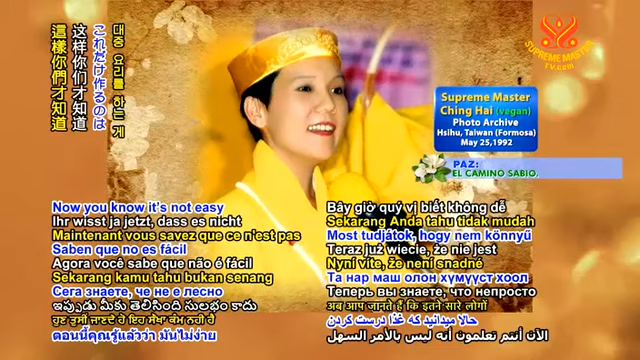 대중 요리를 하는 게
これだけ作るのは
这样你们才知道
這樣你們才知道
SUPREME MASTER
TV.com
Supreme Master
Ching Hai (vegan)
Photo Archive
Hsihu, Taiwan (Formosa)
May 25,1992
PAZ:
EL CAMINO SABIO.
Now you know it's not easy
Ihr wisst ja jetzt, dass es nicht
Maintenant vous savez que ce n'est pas
Saben que no es fácil
Agora você sabe que não é fácil
Sekarang kamu tahu bukan senang
Сега знаете, че не е лесно
ఇప్పుడు మీకు తెలిసింది సులభం కాదు
ਹੁਣ ਤੁਸੀਂ ਜਾਣਦੇ ਹੋ ਇਹ ਸੌਖਾ ਕੰਮ ਨਹੀਂ ਹੈ
ตอนนี้คุณรู้แล้วว่า มันไม่ง่าย
Bây giờ quý vị biết không dễ
Sekarang Anda tahu tidak mudah
Most tudjátok, hogy nem könnyű
Teraz już wiecie, że nie jest
Nyní víte, že není snadné
Та нар маш олон хүмүүст хоол
Теперь вы знаете, что непросто
अब आप जानते हैं कि इतने सारे लोगों
حالا میدانید که غذا درست کردن
الآن أنتم تعلمون أنه ليس بالأمر السهل